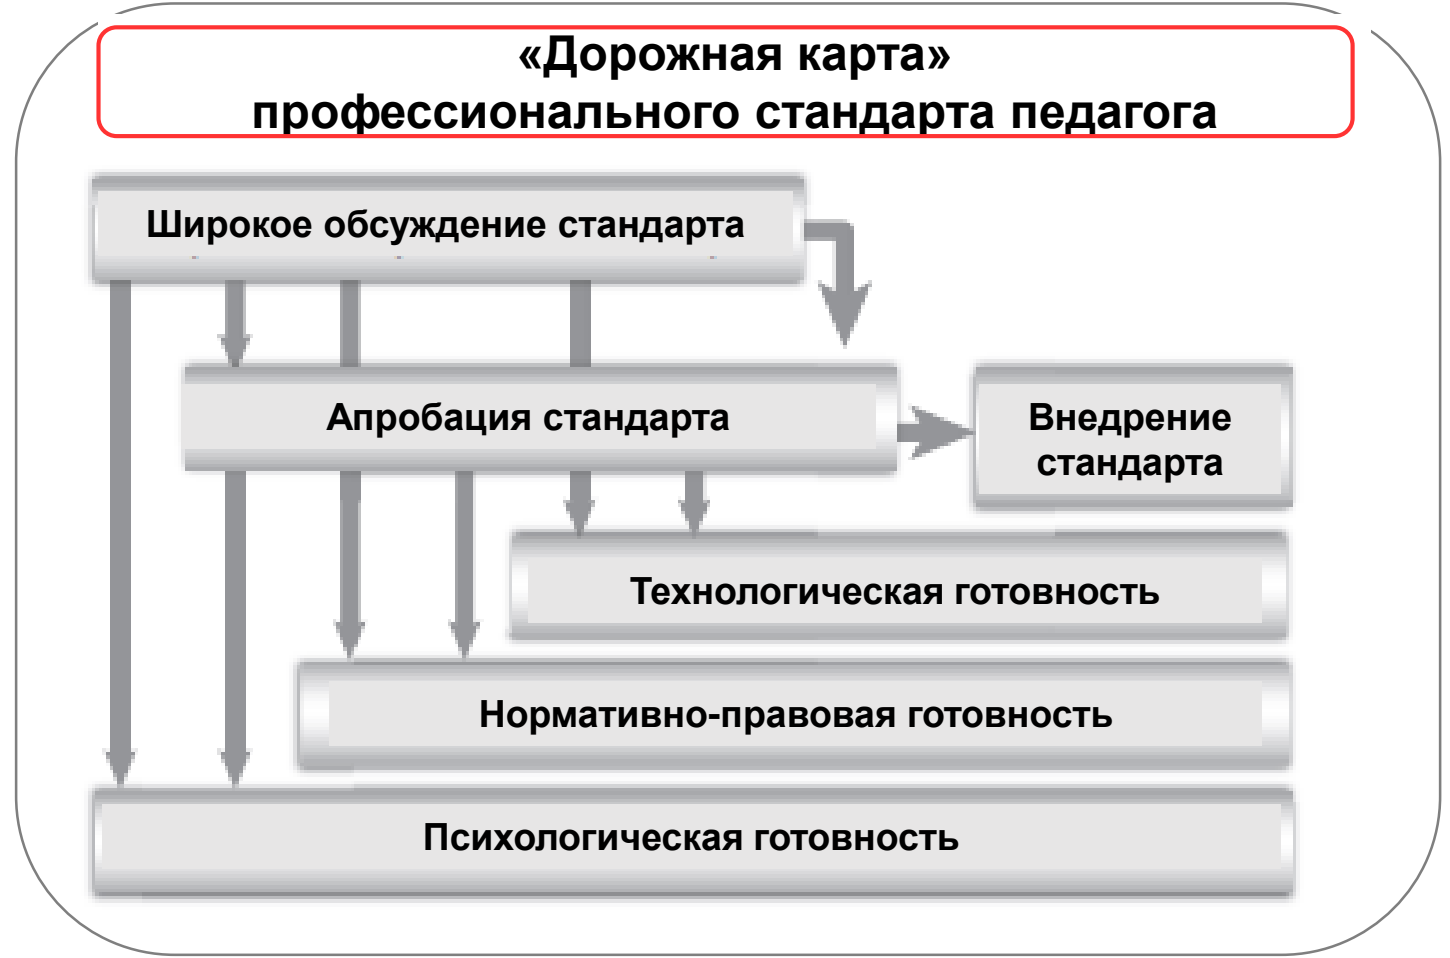 «Дорожная карта»
профессионального стандарта педагога
Широкое обсуждение стандарта
Апробация стандарта
Внедрение
стандарта
Технологическая готовность
Нормативно-правовая готовность
Психологическая готовность